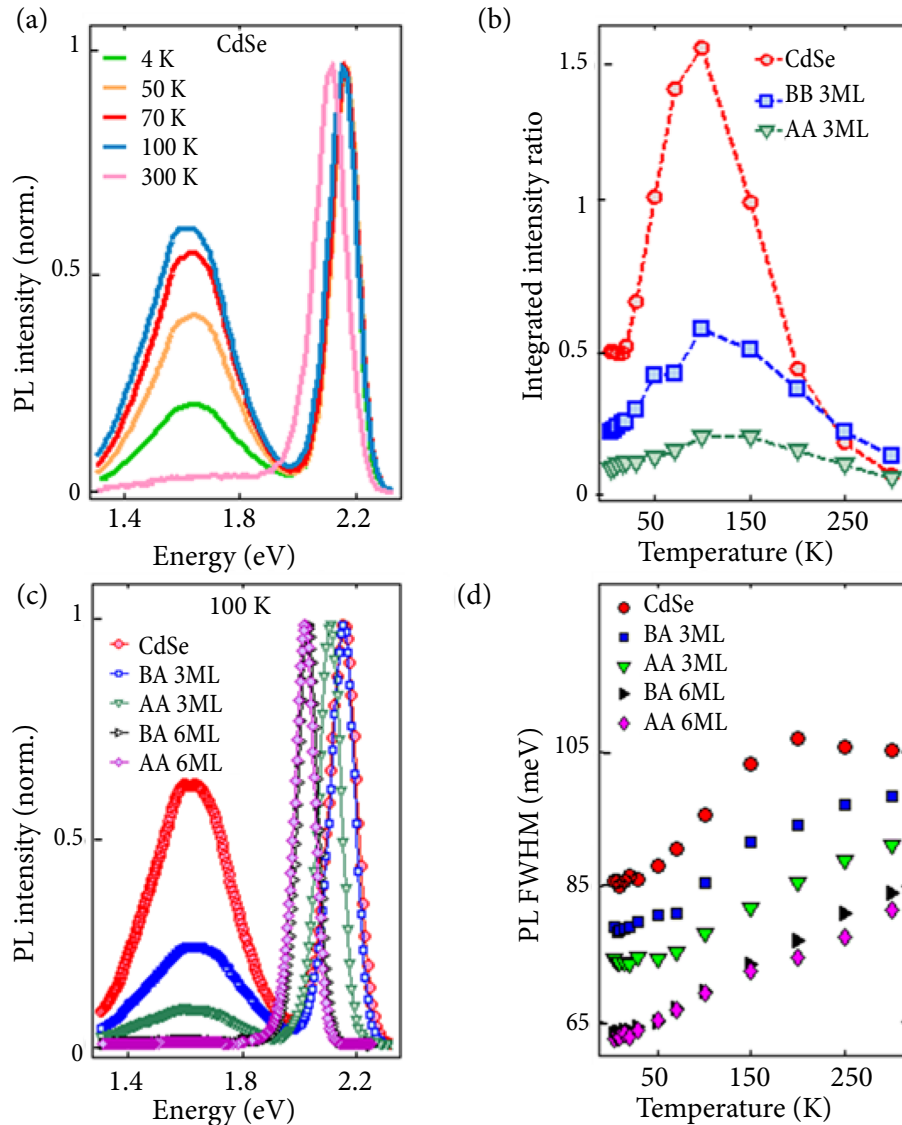 (a)
CdSe
4 K
50 K
70 K
100 K
300 K
1
0.5
0
PL intensity (norm.)
1.4 1.8 2.2
Energy (eV)
(b)
CdSe
BB 3ML
AA 3ML
1.5
1
0.5
0
Integrated intensity ratio
50 150 250
Temperature (K)
(c)
100 K
CdSe
BA 3ML
AA 3ML
BA 6ML
AA 6ML
1
0.5
0
PL intensity (norm.)
1.4 1.8 2.2
Energy (eV)
(d)
CdSe
BA 3ML
AA 3ML
BA 6ML
AA 6ML
105
85
65
PL FWHM (meV)
50 150 250
Temperature (K)